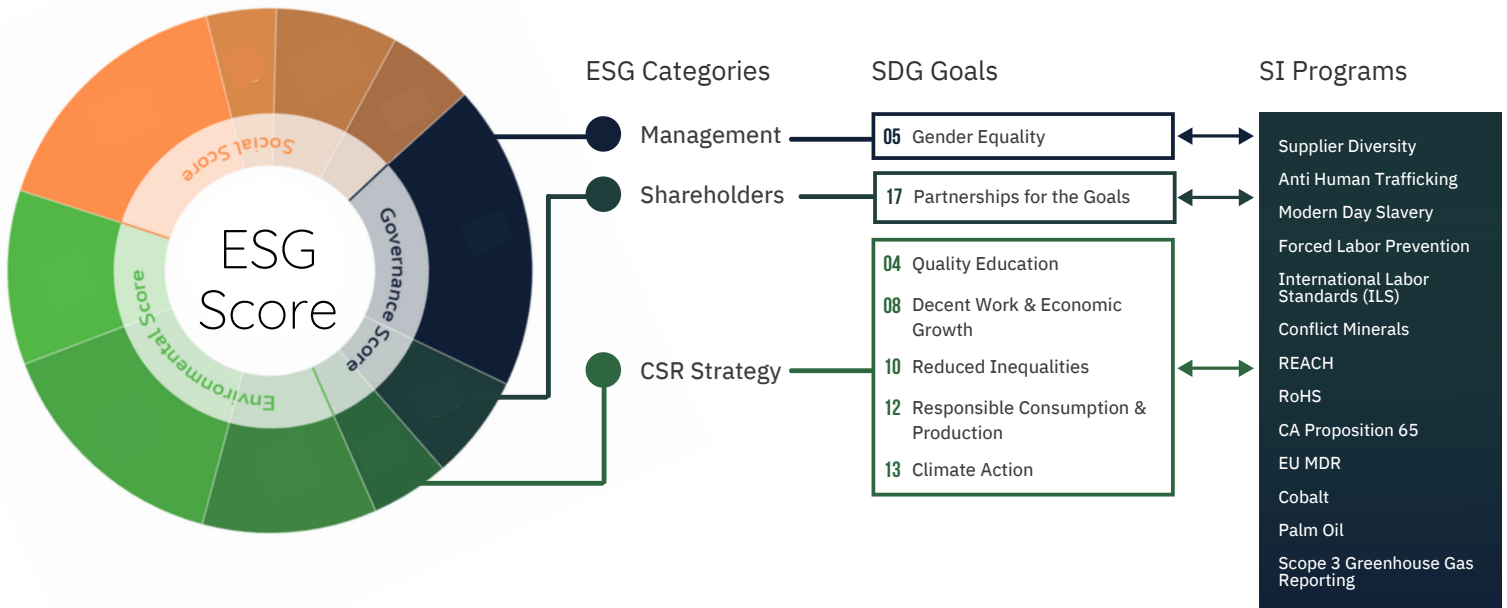 ESG Categories
SDG Goals
SI Programs
Social Score
Governance Score
Environmental Score
ESG
Score
Management
Shareholders
CSR Strategy
05 Gender Equality
17 Partnerships for the Goals
04 Quality Education
08 Decent Work & Economic
Growth
10 Reduced Inequalities
12 Responsible Consumption &
Production
13 Climate Action
Supplier Diversity
Anti Human Trafficking
Modern Day Slavery
Forced Labor Prevention
International Labor
Standards (ILS)
Conflict Minerals
REACH
RoHS
CA Proposition 65
EU MDR
Cobalt
Palm Oil
Scope 3 Greenhouse Gas
Reporting